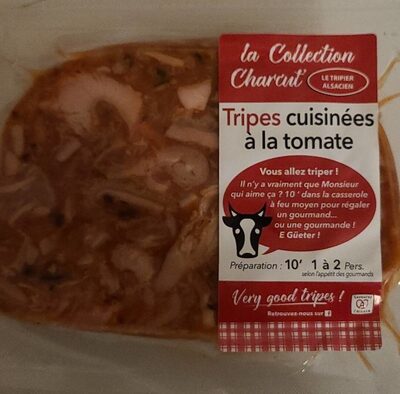 la Collection
Charcut'
LE TRIPIER
ALSACIEN
Tripes cuisinées
à la tomate
Vous allez triper !
Il n'y a vraiment que Monsieur
qui aime ça ? 10 ' dans la casserole
à feu moyen pour régaler
un gourmand...
ou une gourmande !
E Güeter !
Préparation : 10' 1 à 2 Pers.
selon l'appétit des gourmands
Very good tripes !
Retrouvez-nous sur f